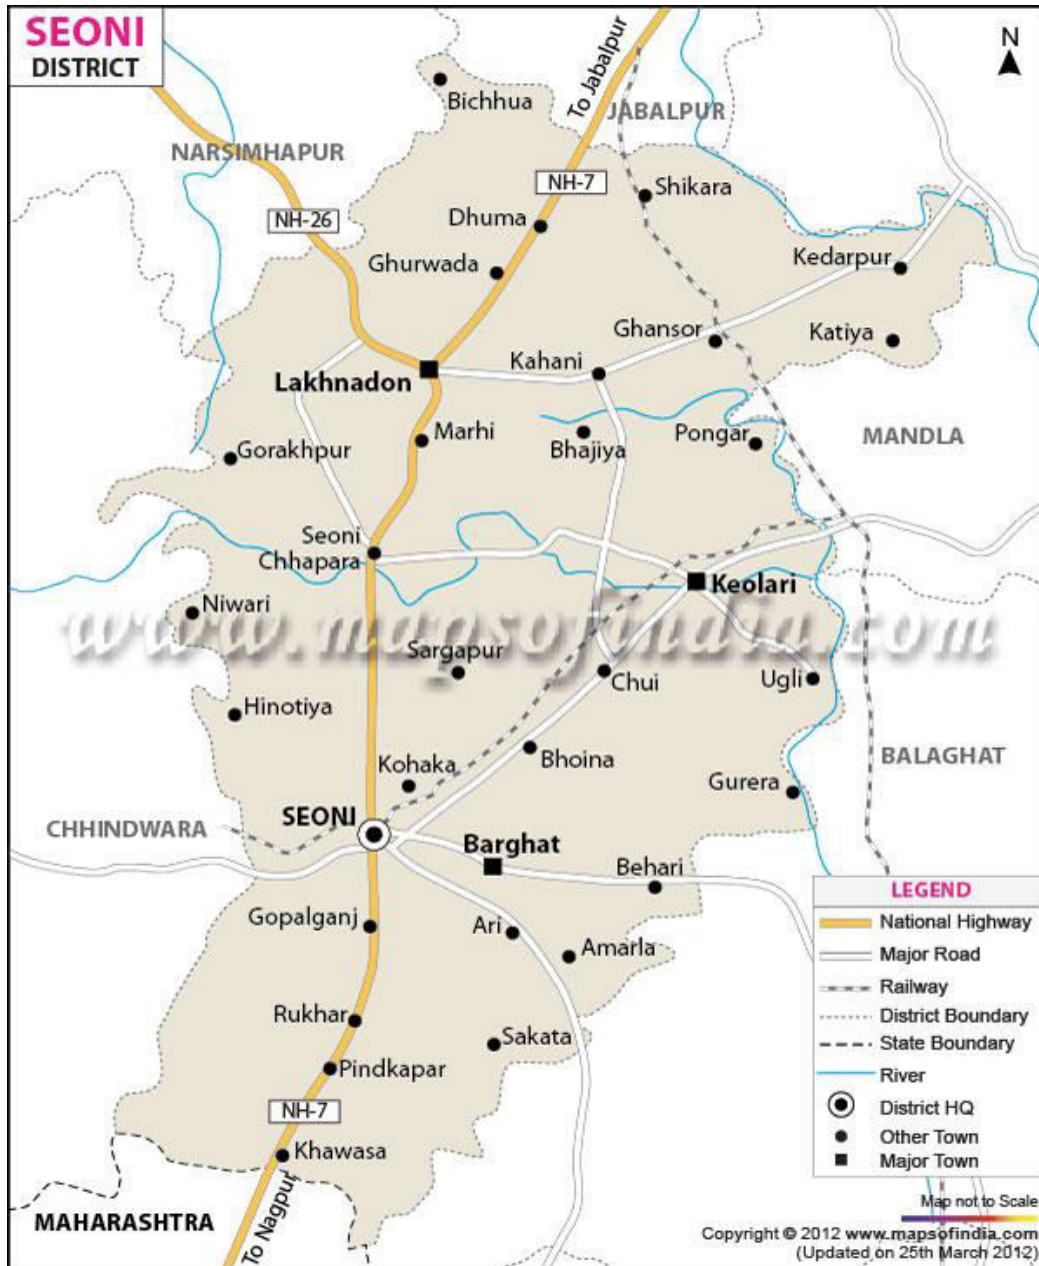 SEONI
DISTRICT
N
Bichhua
To Jabalpur
JABALPUR
NARSIMHAPUR
NH-7
Shikara
NH-26
Dhuma
Ghurwada
Kedarpur
Ghansor
Katiya
Kahani
Lakhnadon
Marhi
Bhajiya
Pongar
MANDLA
Gorakhpur
Seoni
Chhapara
Keolari
Niwari
www.mapsofindia.com
Sargapur
Chui
Ugli
Hinotiya
Bhoina
BALAGHAT
Kohaka
Gurera
SEONI
CHHINDWARA
Barghat
Behari
Gopalganj
Ari
Amarla
Rukhar
Sakata
Pindkapar
NH-7
Khawasa
To Nagpur
MAHARASHTRA
LEGEND
National Highway
Major Road
Railway
District Boundary
State Boundary
River
District HQ
Other Town
Major Town
Map not to Scale
Copyright © 2012 www.mapsofindia.com
(Updated on 25th March 2012)